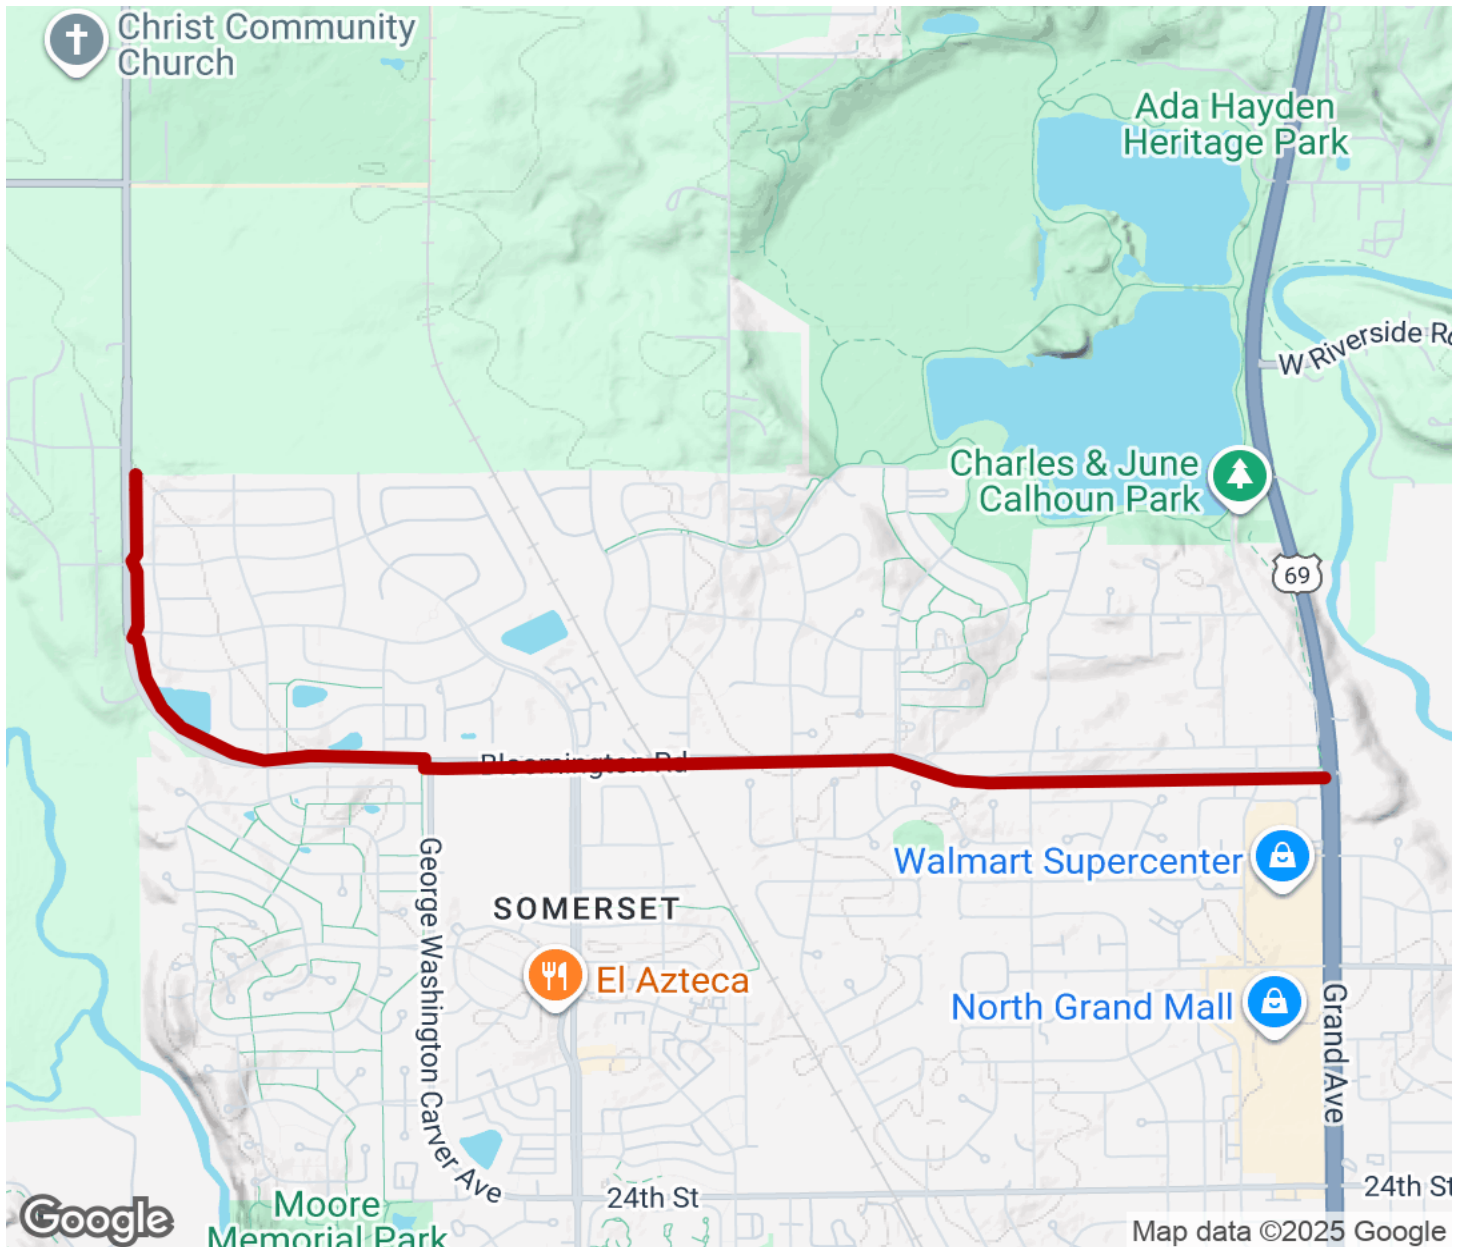 Christ Community
Church
Ada Hayden
Heritage Park
W Riverside R
Charles & June
Calhoun Park
69
Bloomington Rd
Walmart Supercenter
George Washington Carver Ave
SOMERSET
El Azteca
North Grand Mall
Grand Ave
24th St
24th St
Moore
Memorial Park
Google
Map data ©2025 Google